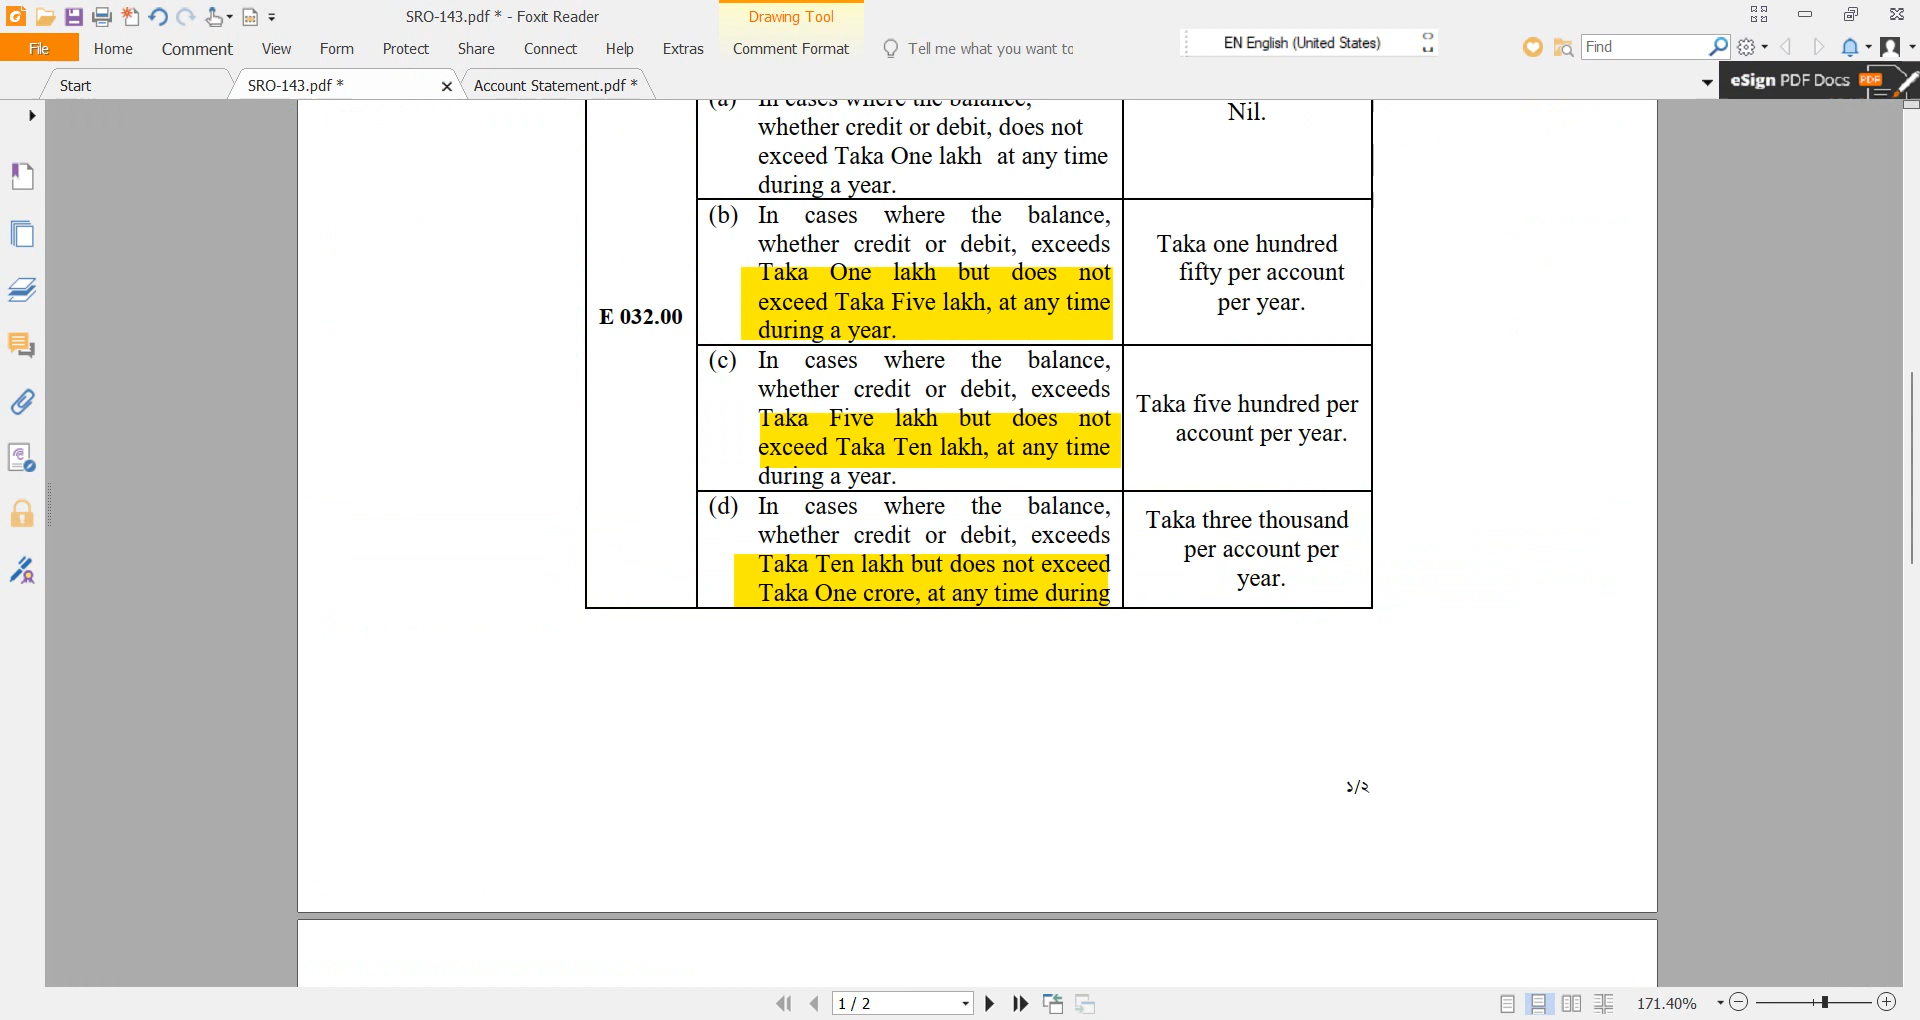 SRO-143.pdf * - Foxit Reader
Drawing Tool
File Home Comment View Form Protect Share Connect Help Extras Comment Format Tell me what you want to
EN English (United States)
Find
Start
SRO-143.pdf *
Account Statement.pdf *
eSign PDF Docs PDF
(a) In cases where the balance,
whether credit or debit, does not
exceed Taka One lakh at any time
during a year.
Nil.
E 032.00
(b) In cases where the balance,
whether credit or debit, exceeds
Taka One lakh but does not
exceed Taka Five lakh, at any time
during a year.
Taka one hundred
fifty per account
per year.
(c) In cases where the balance,
whether credit or debit, exceeds
Taka Five lakh but does not
exceed Taka Ten lakh, at any time
during a year.
Taka five hundred per
account per year.
(d) In cases where the balance,
whether credit or debit, exceeds
Taka Ten lakh but does not exceed
Taka One crore, at any time during
Taka three thousand
per account per
year.
১/২
1 / 2
171.40%